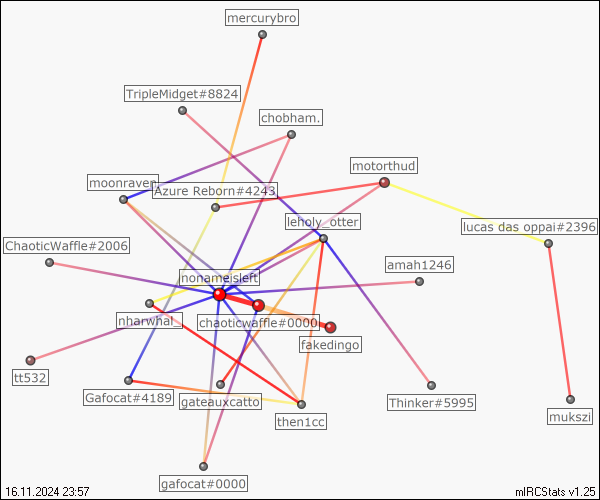 mercurybro
TripleMidget#8824
chobham.
motorthud
moonraven
Azure Reborn#4243
leholy_otter
lucas das oppai#2396
ChaoticWaffle#2006
amah1246
nonameisleft
nharwhal_
chaoticwaffle#0000
fakedingo
tt532
Gafocat#4189
gateauxcatto
Thinker#5995
mukszi
then1cc
gafocat#0000
16.11.2024 23:57
mIRCStats v1.25